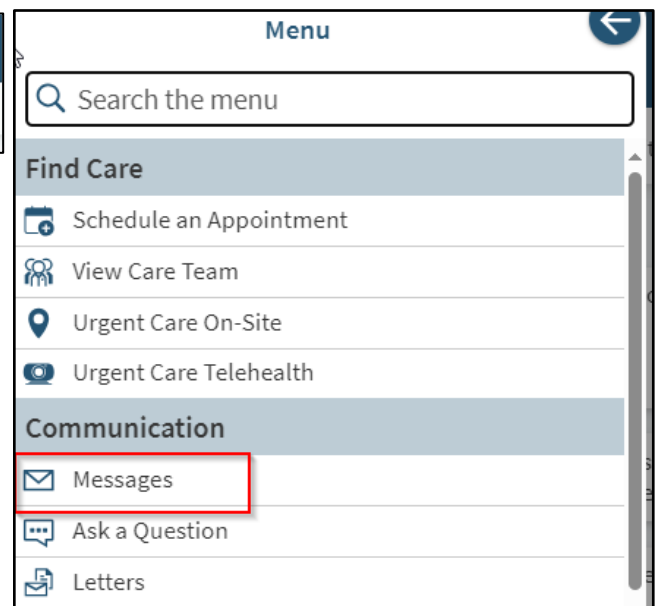 Menu
Search the menu
Find Care
Schedule an Appointment
View Care Team
Urgent Care On-Site
Urgent Care Telehealth
Communication
Messages
Ask a Question
Letters